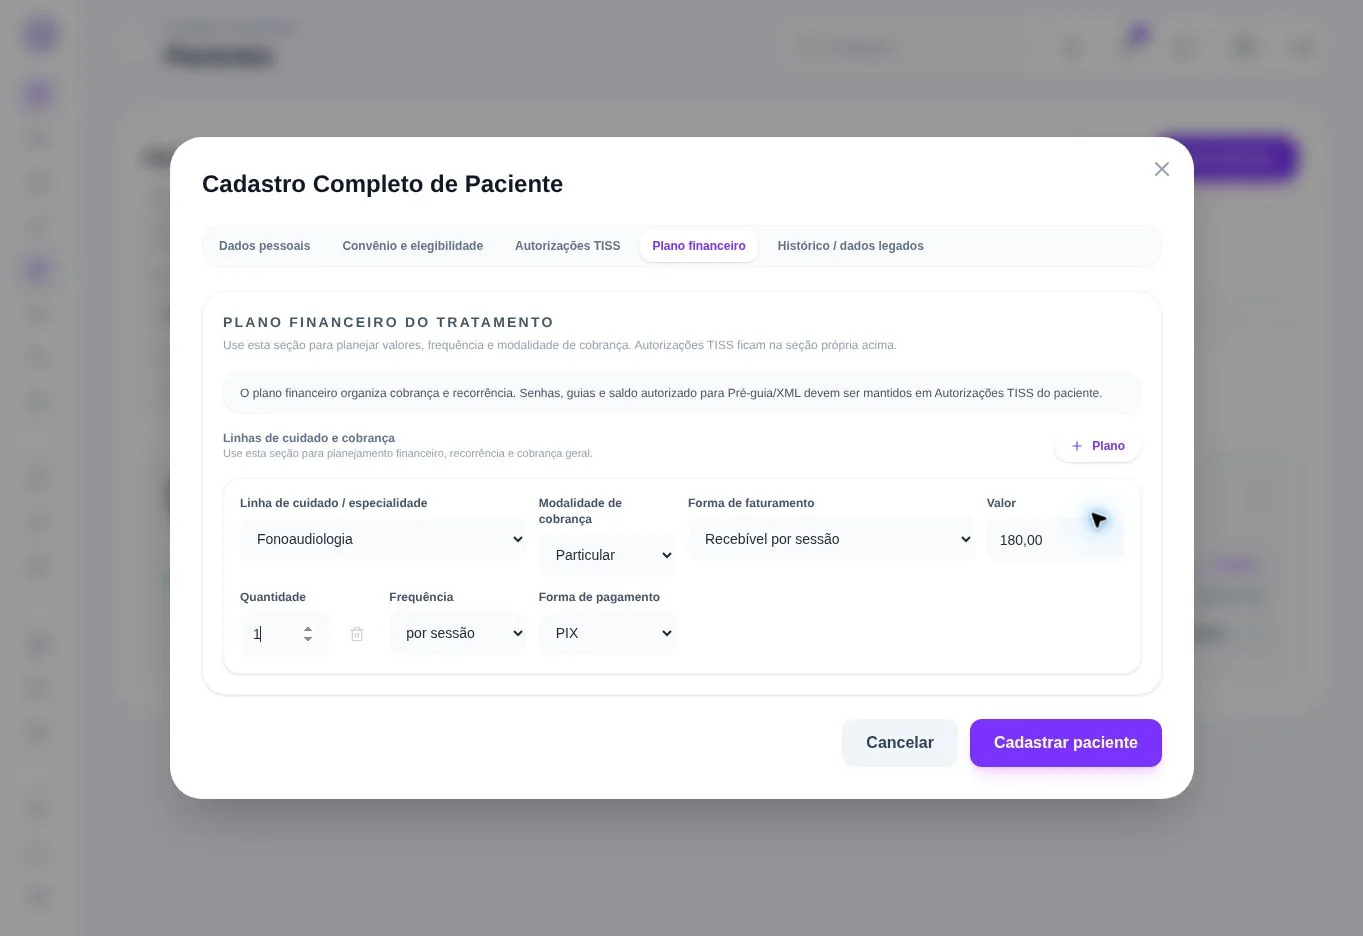 Pacientes
Cadastro Completo de Paciente
Dados pessoais
Convênio e elegibilidade
Autorizações TISS
Plano financeiro
Histórico / dados legados
PLANO FINANCEIRO DO TRATAMENTO
Use esta seção para planejar valores, frequência e modalidade de cobrança. Autorizações TISS ficam na seção própria acima.
O plano financeiro organiza cobrança e recorrência. Senhas, guias e saldo autorizado para Pré-guia/XML devem ser mantidos em Autorizações TISS do paciente.
Linhas de cuidado e cobrança
Use esta seção para planejamento financeiro, recorrência e cobrança geral.
+ Plano
Linha de cuidado / especialidade
Fonoaudiologia
Modalidade de
cobrança
Particular
Forma de faturamento
Recebível por sessão
Valor
180,00
Quantidade
1
Frequência
por sessão
Forma de pagamento
PIX
Cancelar
Cadastrar paciente